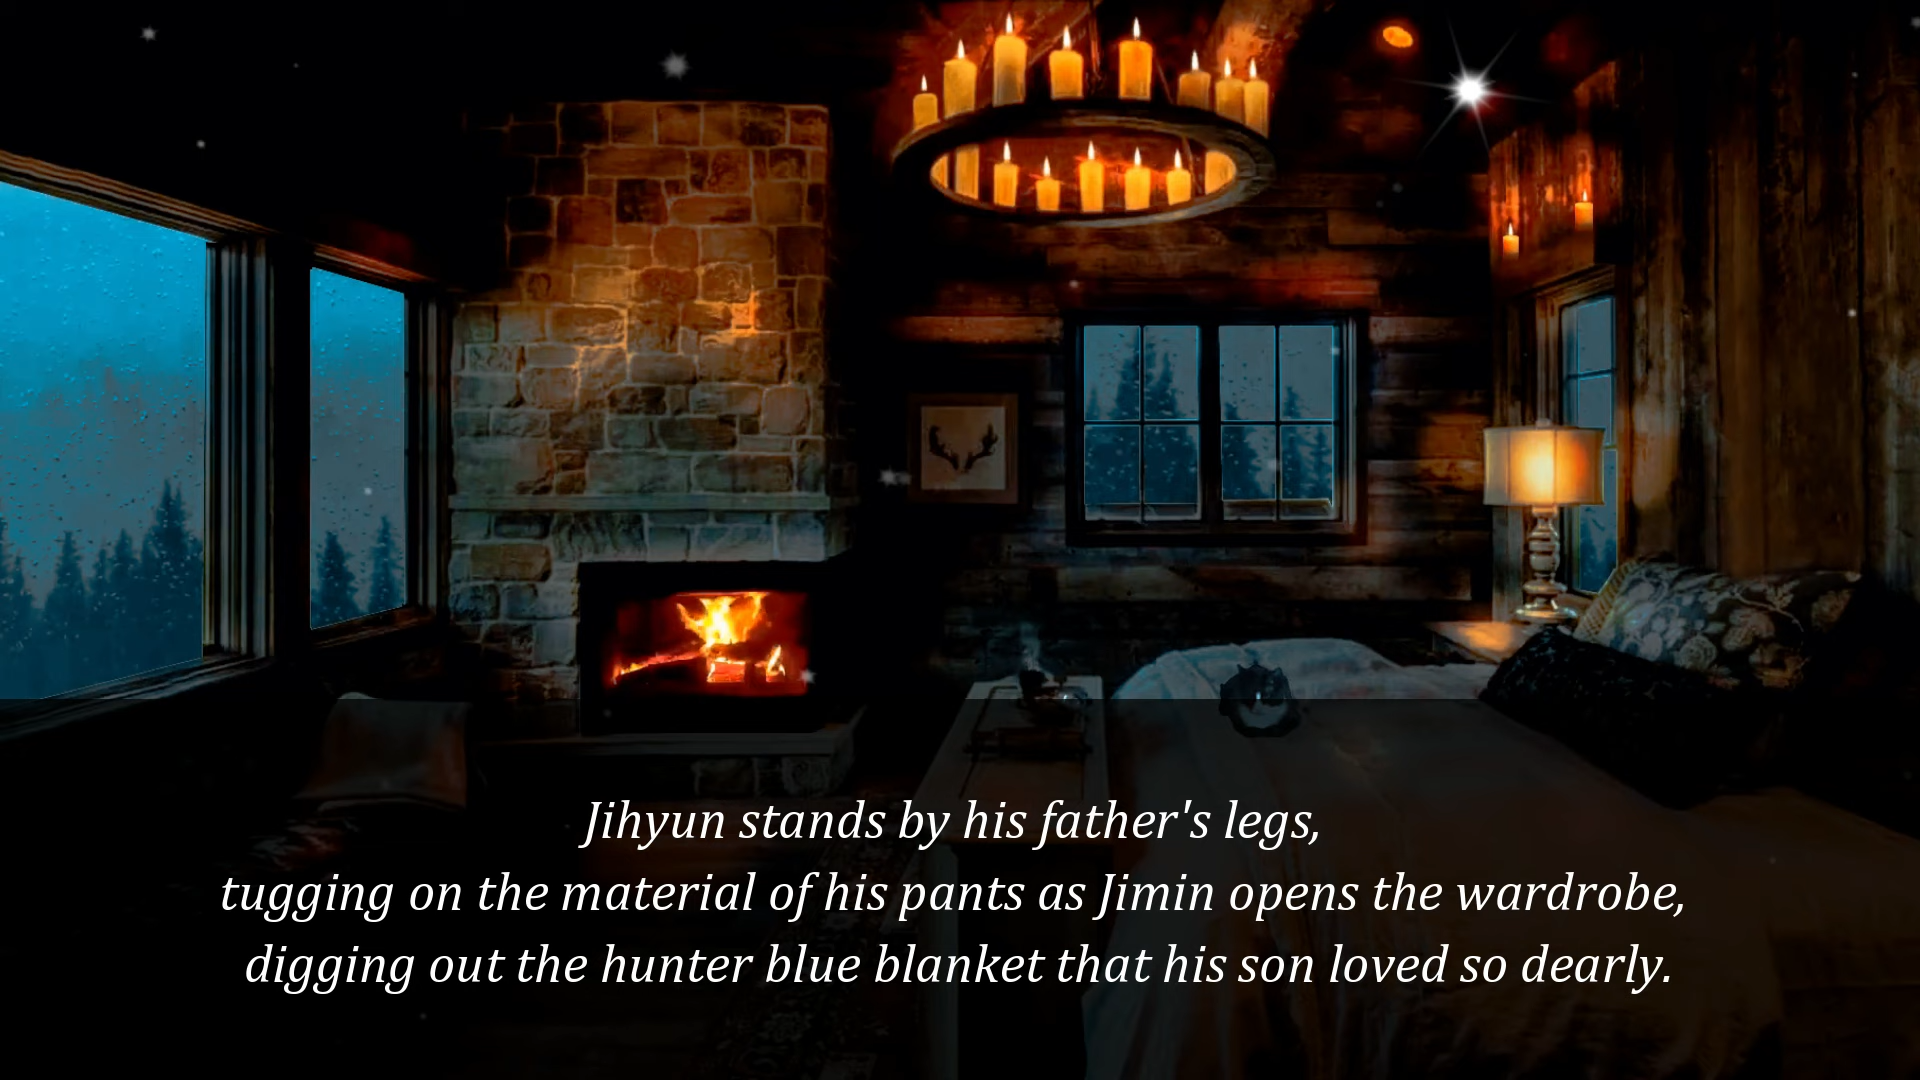 Jihyun stands by his father's legs,
tugging on the material of his pants as Jimin opens the wardrobe,
digging out the hunter blue blanket that his son loved so dearly.